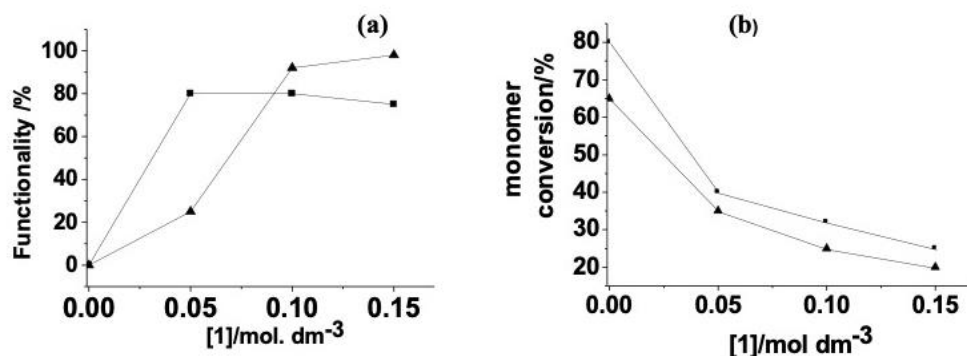 (a)
Functionality /%
100
80
60
40
20
0
0.00 0.05 0.10 0.15
[1]/mol. dm-3
(b)
monomer
conversion/%
80
70
60
50
40
30
20
0.00 0.05 0.10 0.15
[1]/mol dm-3